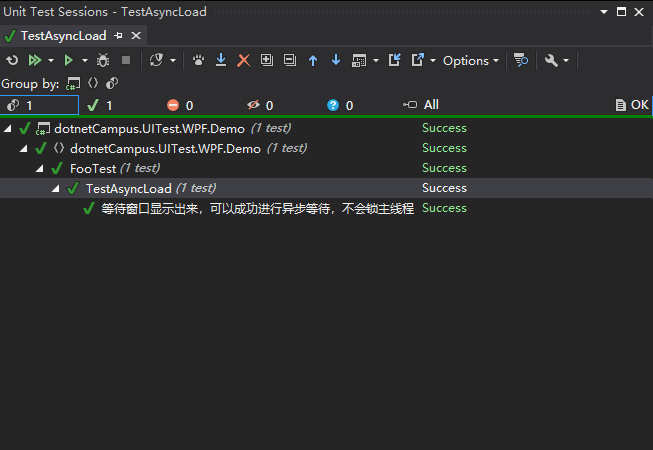 Unit Test Sessions - TestAsyncLoad
TestAsyncLoad
Options
Group by:
1 1 0 0 0 All OK
dotnetCampus.UITest.WPF.Demo (1 test) Success
dotnetCampus.UITest.WPF.Demo (1 test) Success
FooTest (1 test) Success
TestAsyncLoad (1 test) Success
等待窗口显示出来，可以成功进行异步等待，不会锁主线程 Success